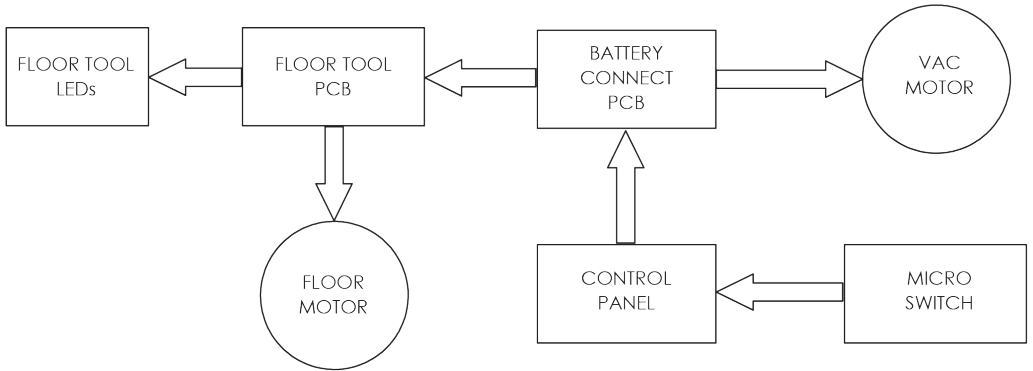 FLOOR TOOL
LEDs
FLOOR TOOL
PCB
BATTERY
CONNECT
PCB
VAC
MOTOR
FLOOR
MOTOR
CONTROL
PANEL
MICRO
SWITCH